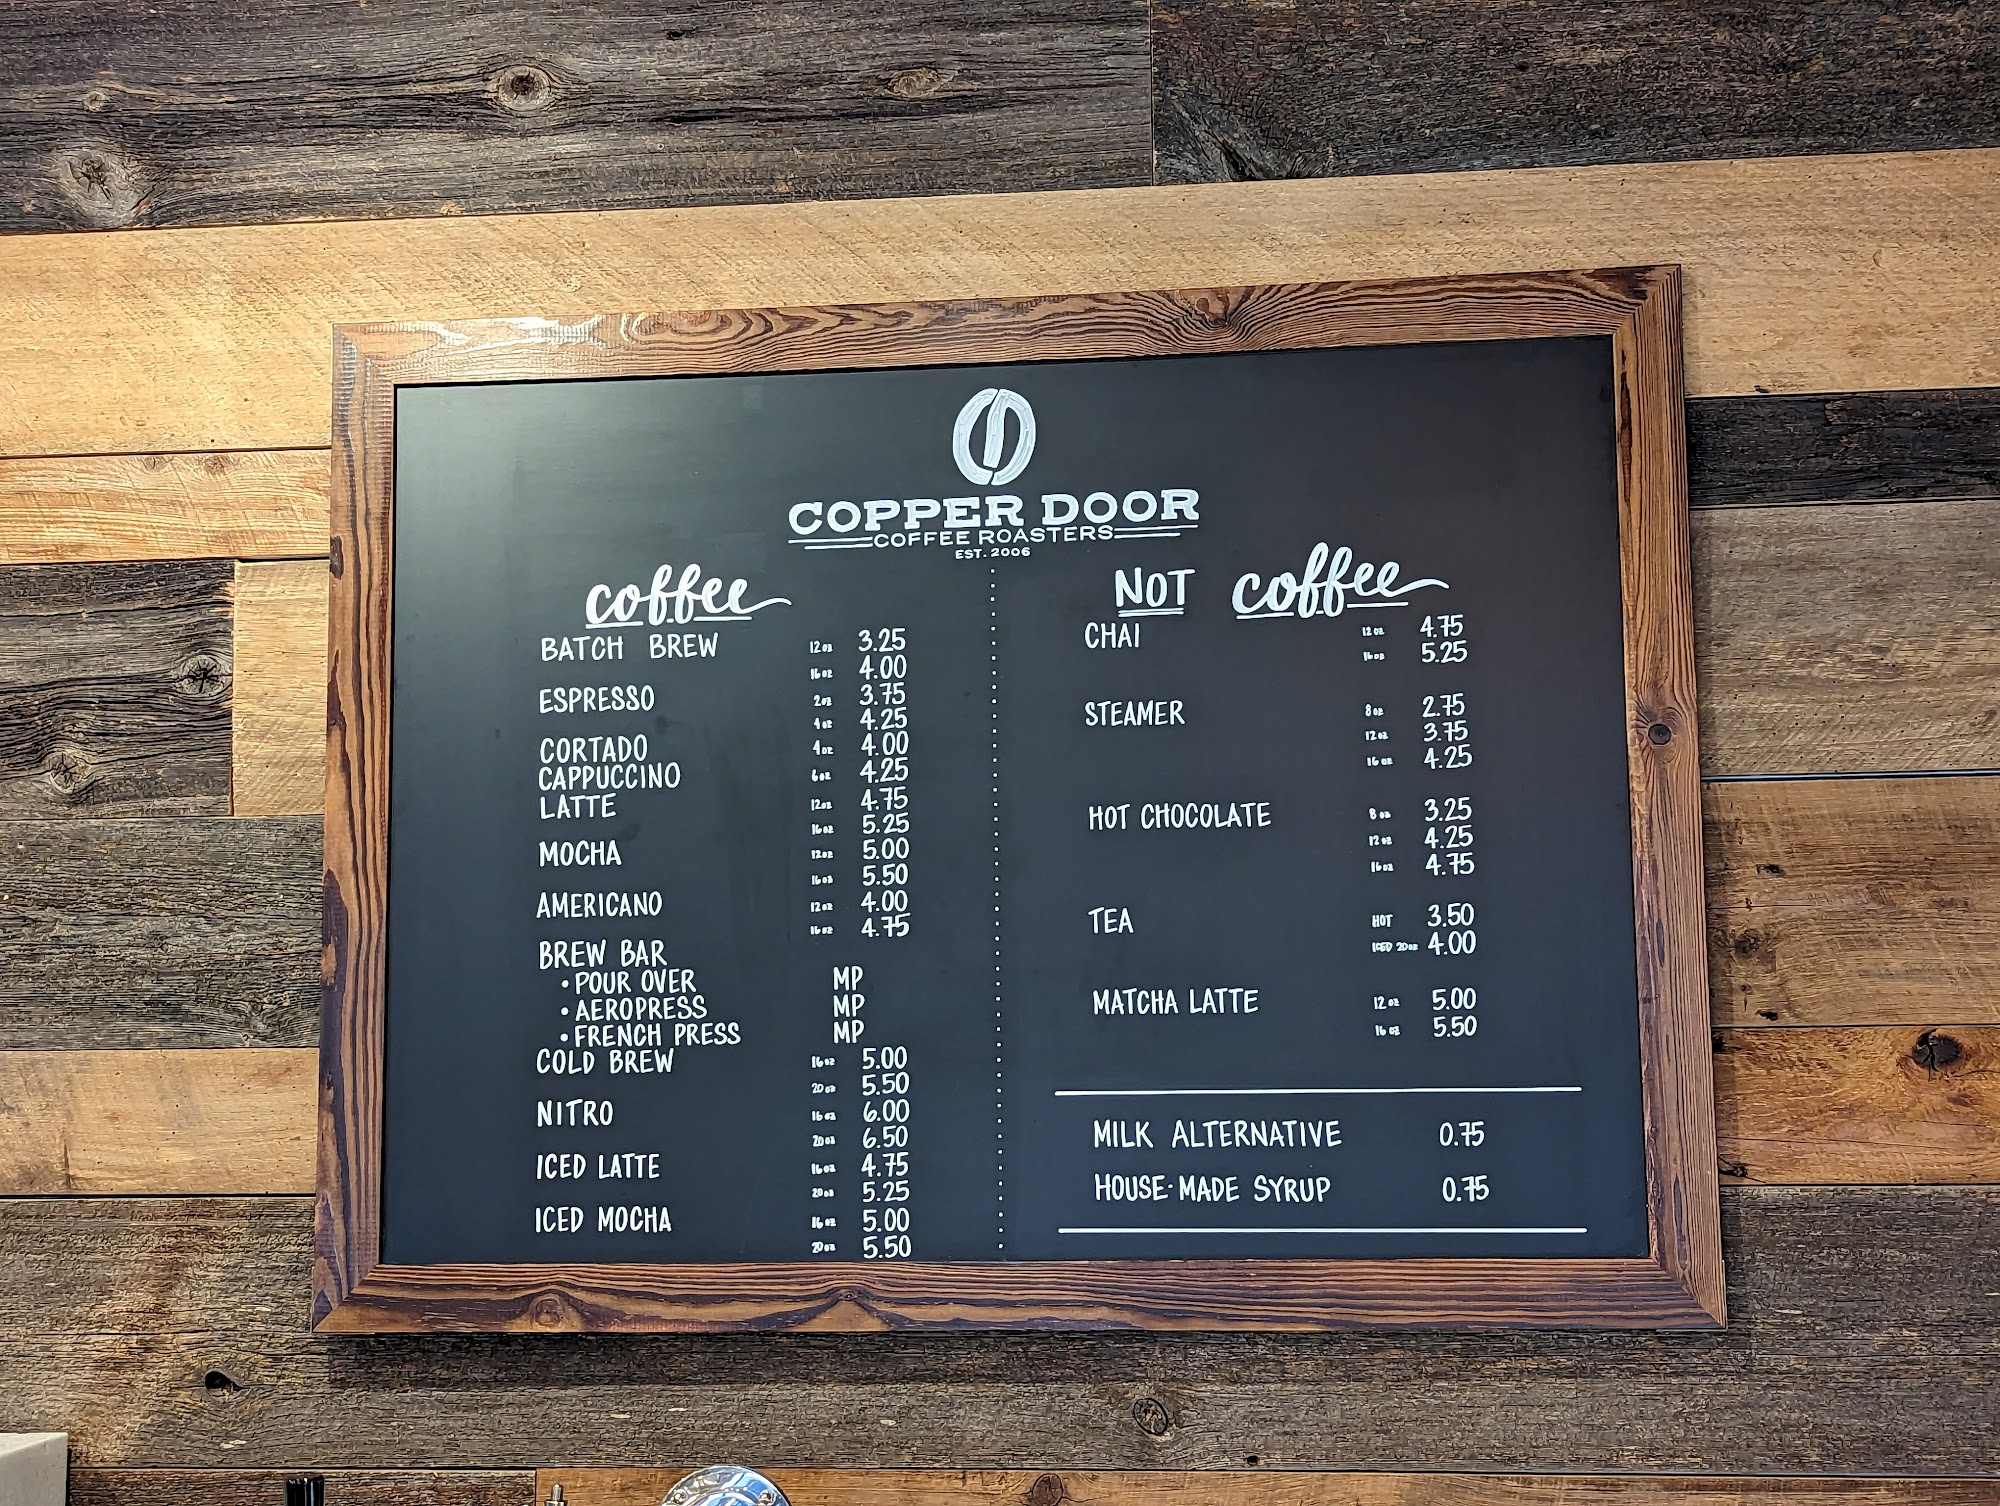 COPPER DOOR
COFFEE ROASTERS
EST. 2006
coffee
BATCH BREW 12oz 3.25
16oz 4.00
ESPRESSO 2oz 3.75
4oz 4.25
CORTADO 4oz 4.00
CAPPUCCINO 6oz 4.25
LATTE 12oz 4.75
16oz 5.25
MOCHA 12oz 5.00
16oz 5.50
AMERICANO 12oz 4.00
16oz 4.75
BREW BAR
• POUR OVER MP
• AEROPRESS MP
• FRENCH PRESS MP
COLD BREW 16oz 5.00
20oz 5.50
NITRO 16oz 6.00
20oz 6.50
ICED LATTE 16oz 4.75
20oz 5.25
ICED MOCHA 16oz 5.00
20oz 5.50
NOT coffee
CHAI 12oz 4.75
16oz 5.25
STEAMER 8oz 2.75
12oz 3.75
16oz 4.25
HOT CHOCOLATE 8oz 3.25
12oz 4.25
16oz 4.75
TEA HOT 3.50
ICED 20oz 4.00
MATCHA LATTE 12oz 5.00
16oz 5.50
MILK ALTERNATIVE 0.75
HOUSE-MADE SYRUP 0.75